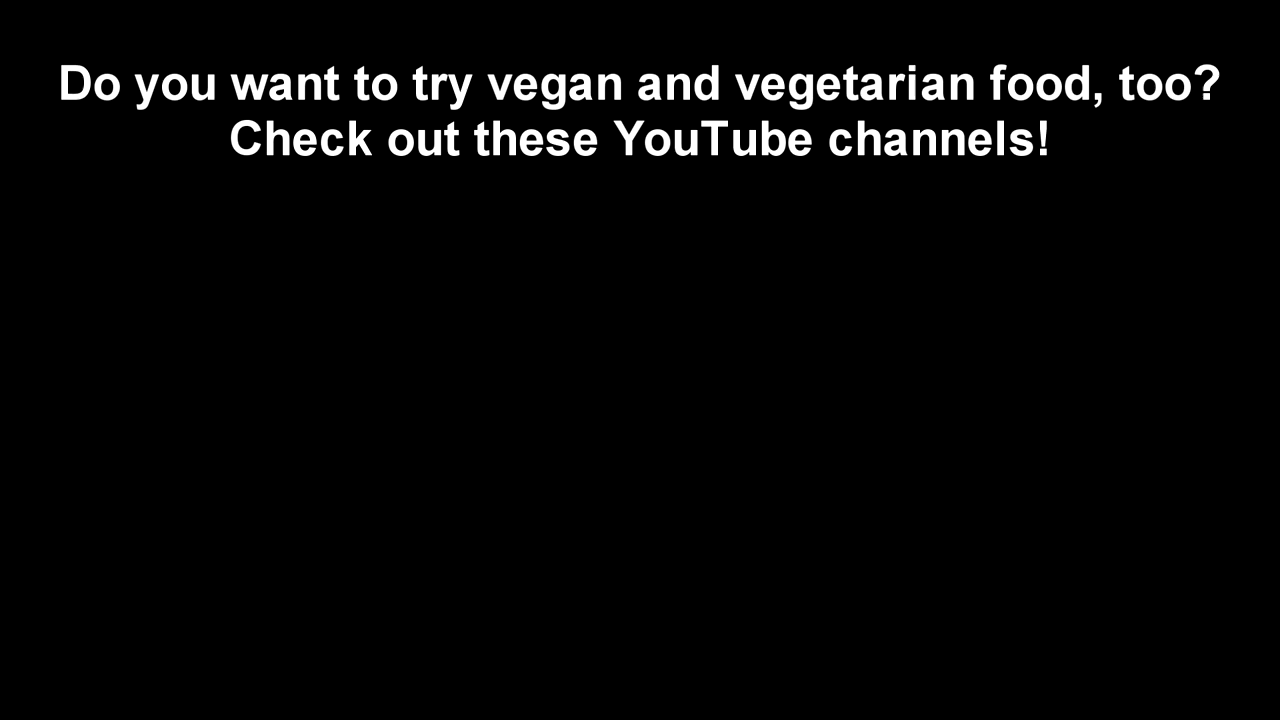 Do you want to try vegan and vegetarian food, too?
Check out these YouTube channels!